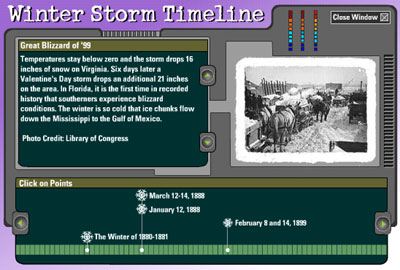 Winter Storm Timeline
Close Window
Great Blizzard of '99
Temperatures stay below zero and the storm drops 16
inches of snow on Virginia. Six days later a
Valentine's Day storm drops an additional 21 inches
on the area. In Florida, it is the first time in recorded
history that southerners experience blizzard
conditions. The winter is so cold that ice chunks flow
down the Mississippi to the Gulf of Mexico.
Photo Credit: Library of Congress
Click on Points
March 12-14, 1888
January 12, 1888
February 8 and 14, 1899
The Winter of 1880-1881